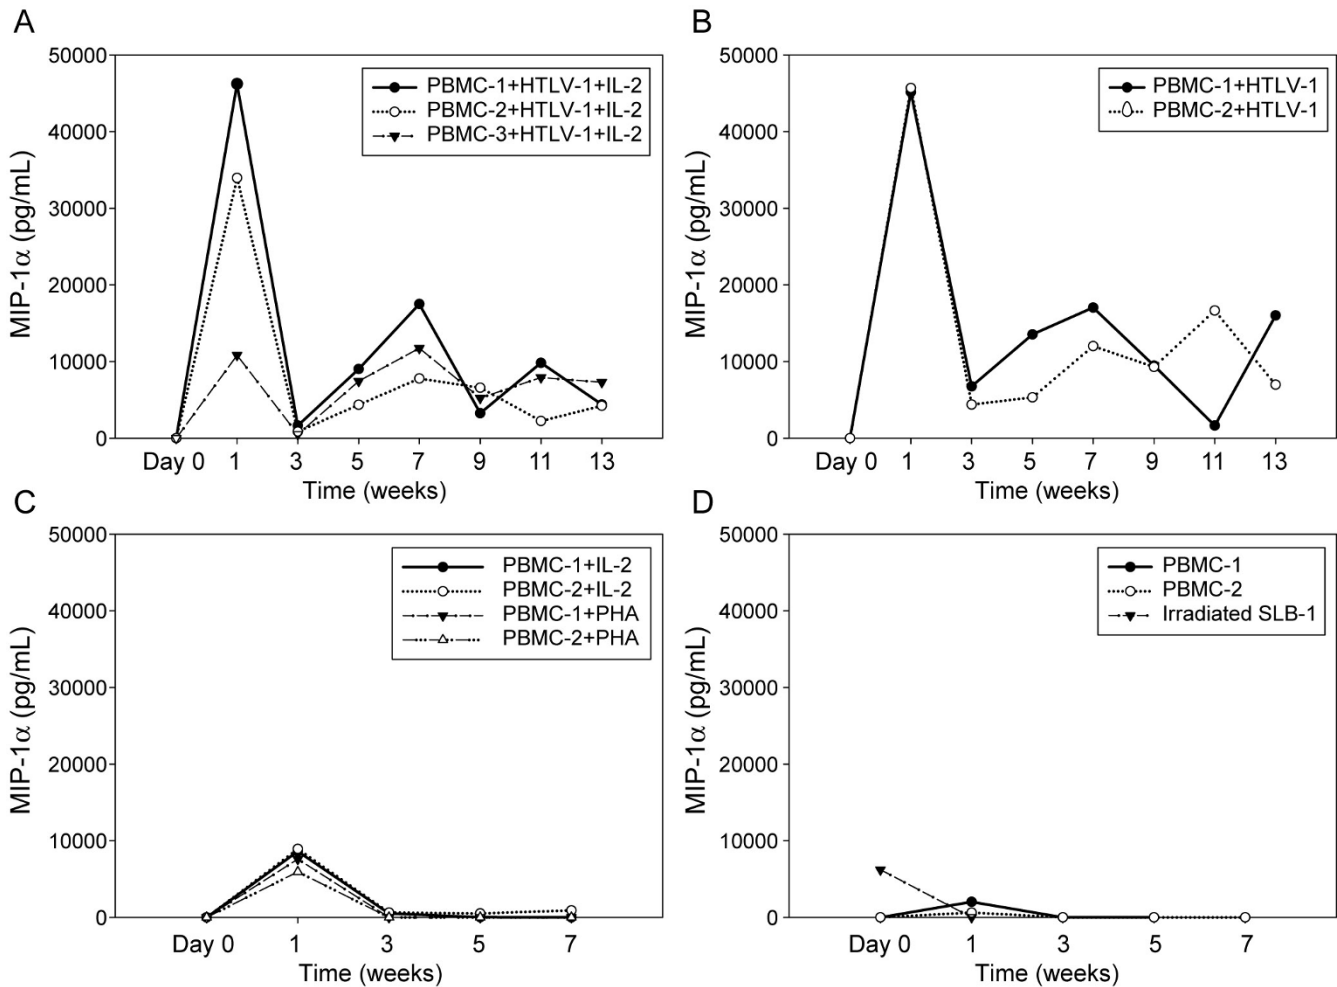 A
50000
40000
30000
20000
10000
0
MIP-1α (pg/mL)
PBMC-1+HTLV-1+IL-2
PBMC-2+HTLV-1+IL-2
PBMC-3+HTLV-1+IL-2
Day 0 1 3 5 7 9 11 13
Time (weeks)
B
50000
40000
30000
20000
10000
0
MIP-1α (pg/mL)
PBMC-1+HTLV-1
PBMC-2+HTLV-1
Day 0 1 3 5 7 9 11 13
Time (weeks)
C
50000
40000
30000
20000
10000
0
MIP-1α (pg/mL)
PBMC-1+IL-2
PBMC-2+IL-2
PBMC-1+PHA
PBMC-2+PHA
Day 0 1 3 5 7
Time (weeks)
D
50000
40000
30000
20000
10000
0
MIP-1α (pg/mL)
PBMC-1
PBMC-2
Irradiated SLB-1
Day 0 1 3 5 7
Time (weeks)